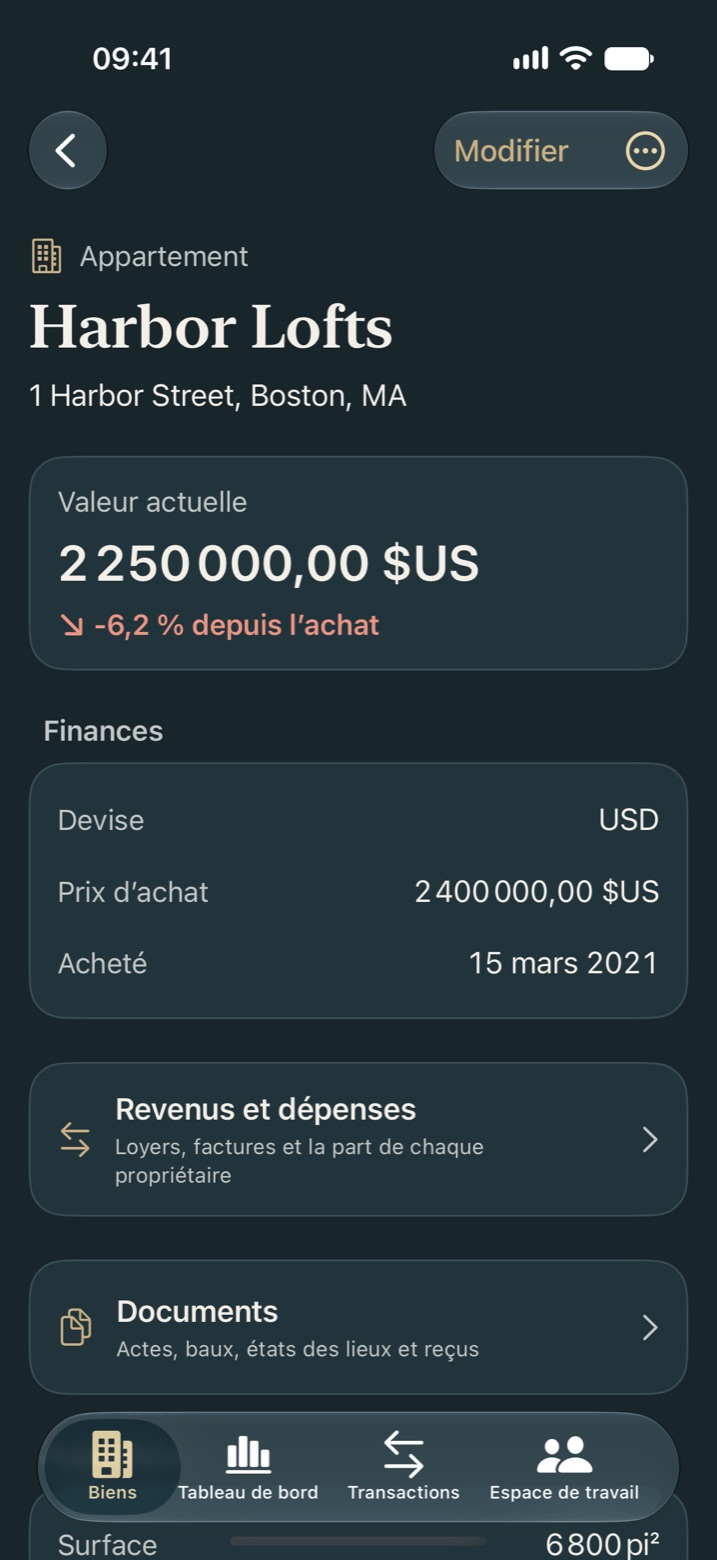 09:41
Modifier
Appartement
Harbor Lofts
1 Harbor Street, Boston, MA
Valeur actuelle
2 250 000,00 $US
-6,2 % depuis l’achat
Finances
Devise
USD
Prix d’achat
2 400 000,00 $US
Acheté
15 mars 2021
Revenus et dépenses
Loyers, factures et la part de chaque
propriétaire
Documents
Actes, baux, états des lieux et reçus
Biens
Tableau de bord
Transactions
Espace de travail
Surface
6 800 pi²